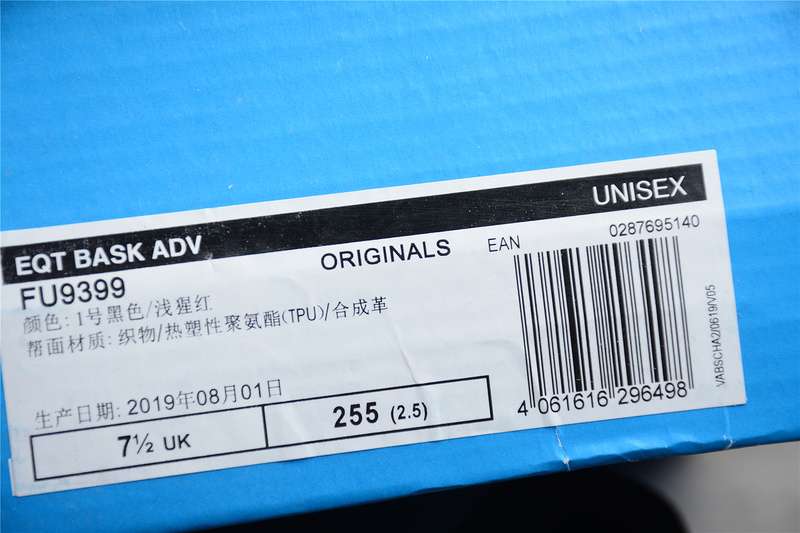 EQT BASK ADV
UNISEX
FU9399
ORIGINALS
EAN
0287695140
颜色: 1号黑色/浅猩红
帮面材质: 织物/热塑性聚氨酯(TPU)/合成革
生产日期: 2019年08月01日
7½ UK
255 (2.5)
4 061616 296498
VABSCHA2/0619/V05